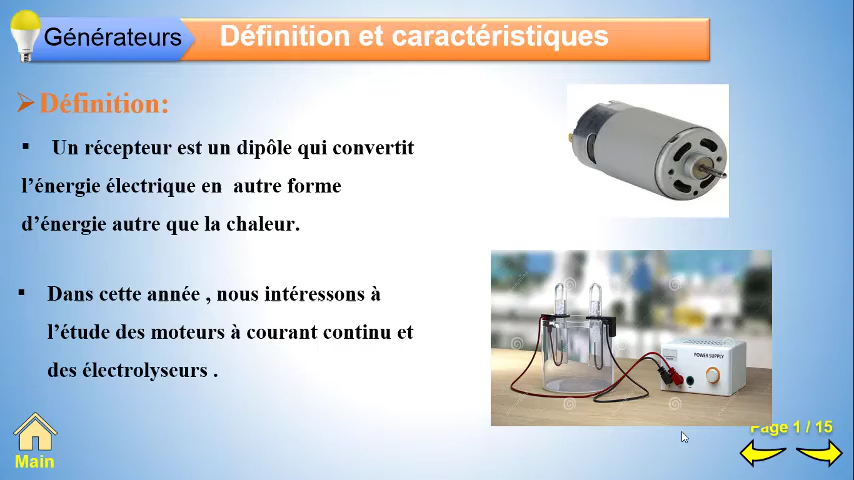 Générateurs
Définition et caractéristiques
Définition:
Un récepteur est un dipôle qui convertit
l'énergie électrique en autre forme
d'énergie autre que la chaleur.
Dans cette année , nous intéressons à
l'étude des moteurs à courant continu et
des électrolyseurs .
POWER SUPPLY
Page 1 / 15
Main